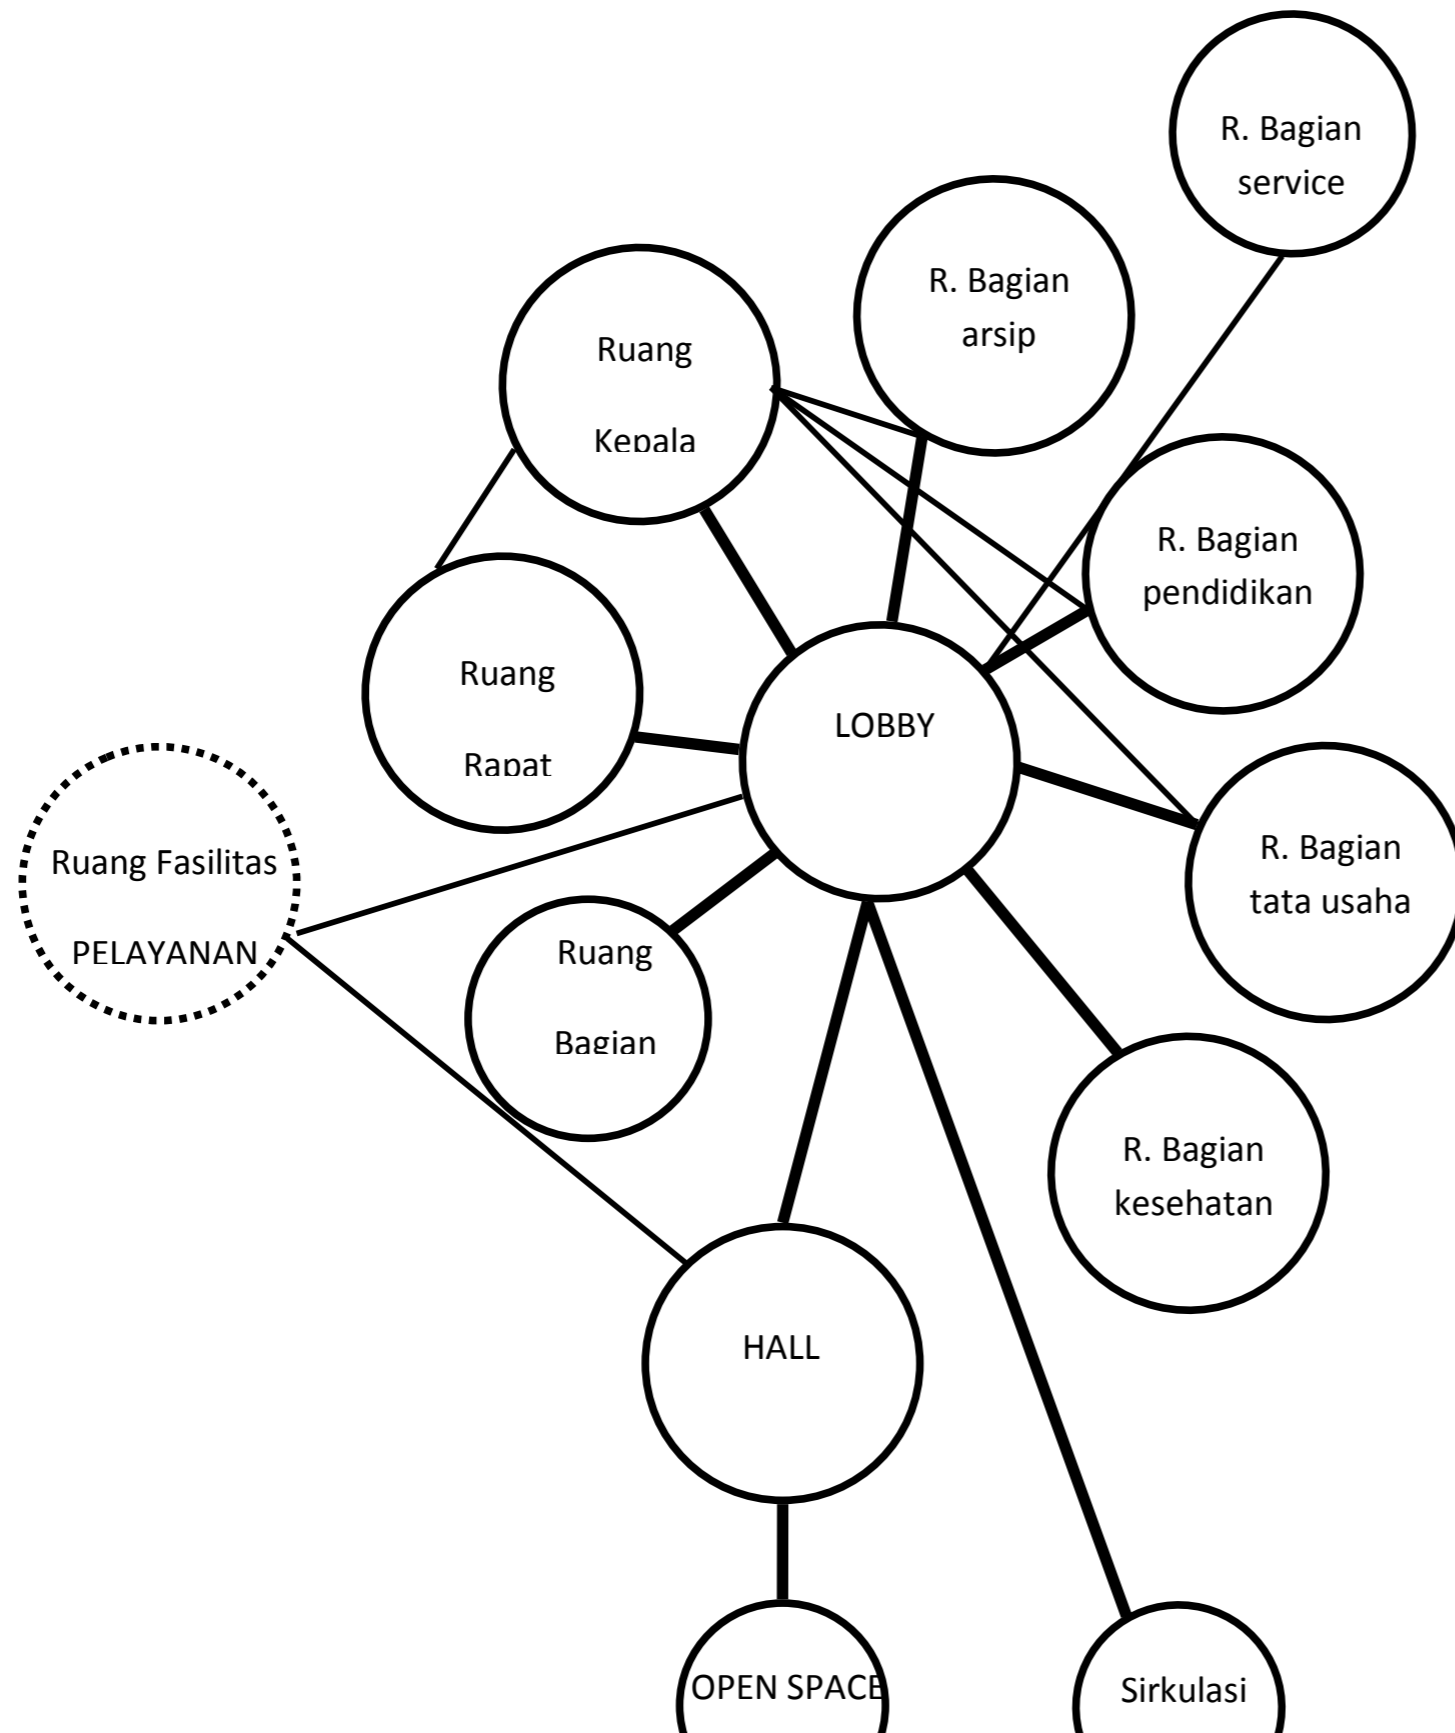 R. Bagian
service
R. Bagian
arsip
Ruang
Kepala
R. Bagian
pendidikan
Ruang
Rapat
LOBBY
R. Bagian
tata usaha
Ruang Fasilitas
PELAYANAN
Ruang
Bagian
R. Bagian
kesehatan
HALL
OPEN SPACE
Sirkulasi